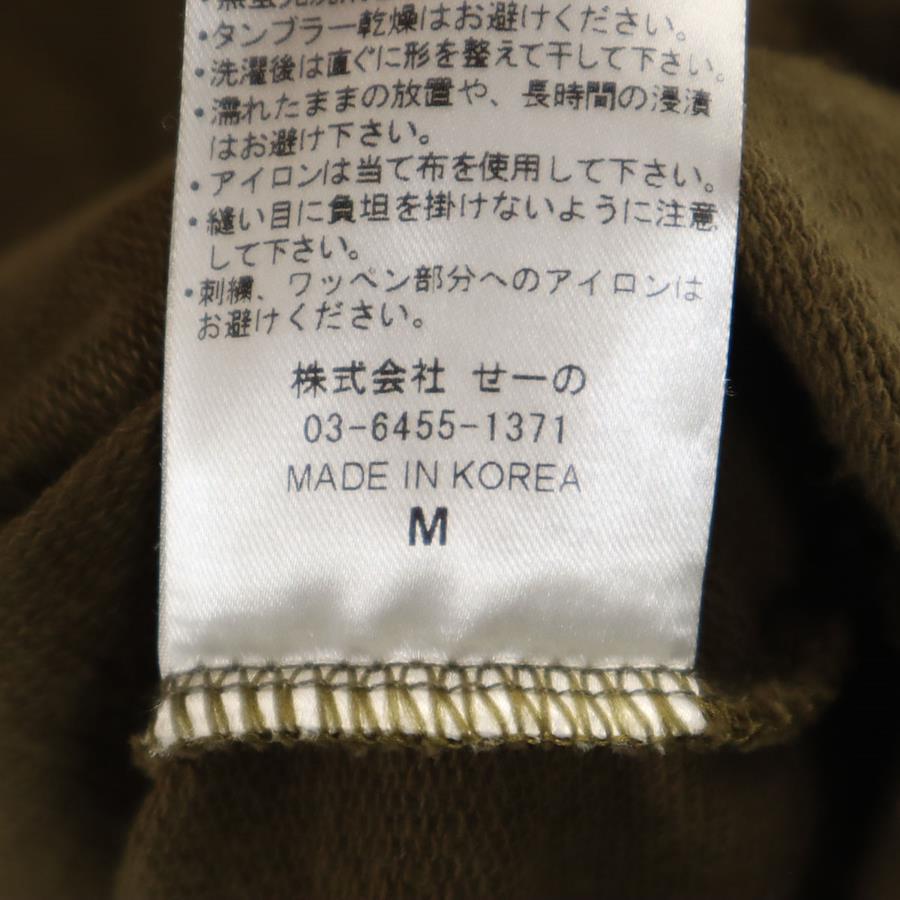 ・タンブラー乾燥はお避けください。
・洗濯後は直ぐに形を整えて干して下さい。
・濡れたままの放置や、長時間の浸漬
はお避け下さい。
・アイロンは当て布を使用して下さい。
・縫い目に負担を掛けないように注意
して下さい。
・刺繍、ワッペン部分へのアイロンは
お避けください。
株式会社 せーの
03-6455-1371
MADE IN KOREA
M